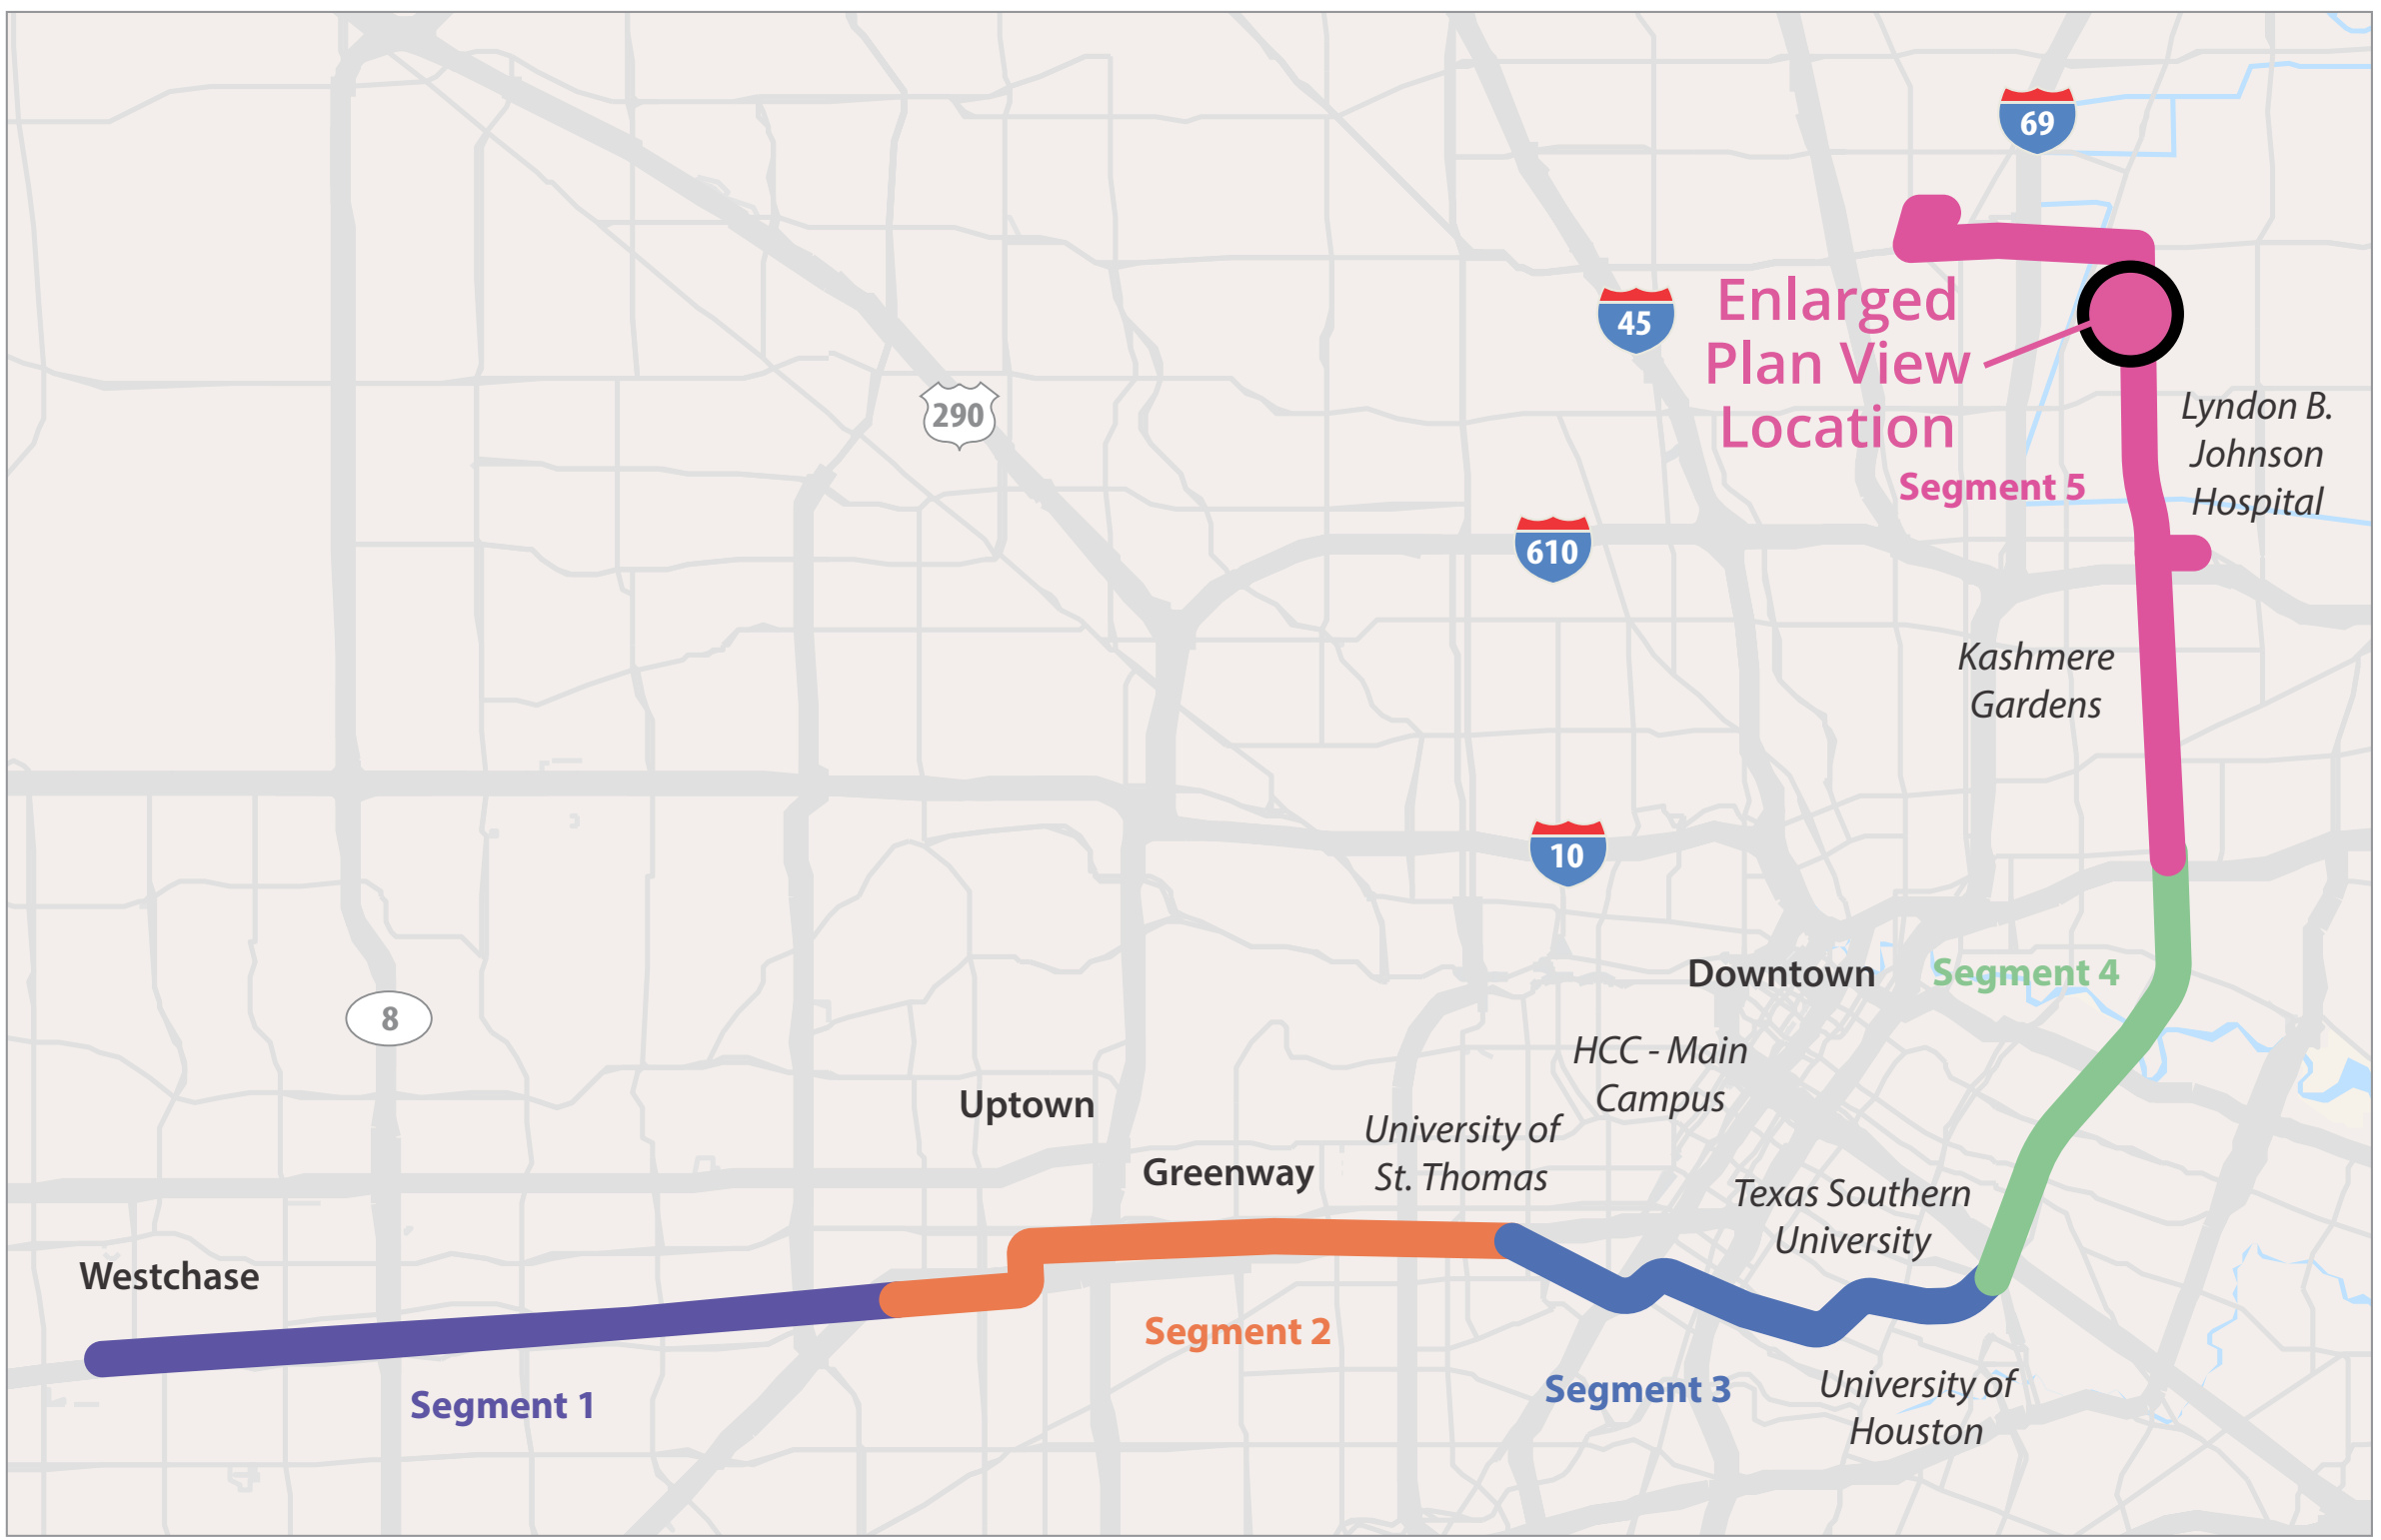 69
45
Enlarged
Plan View
Location
290
Lyndon B.
Johnson
Hospital
Segment 5
610
Kashmere
Gardens
10
Downtown
Segment 4
8
HCC - Main
Campus
Uptown
University of
St. Thomas
Greenway
Texas Southern
University
Westchase
Segment 2
Segment 3
University of
Houston
Segment 1